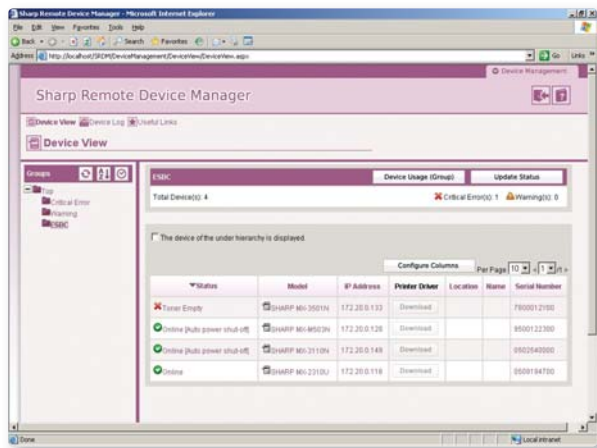 Sharp Remote Device Manager - Microsoft Internet Explorer
File Edit View Favorites Tools Help
Back Search Favorites
Address http://localhost/SRDM/DeviceManagement/DeviceView/DeviceView.aspx Go Links
Device Management
Sharp Remote Device Manager
Device View Device Log Useful Links
Device View
Groups
Top
Critical Error
Warning
ESBC
ESBC Device Usage (Group) Update Status
Total Device(s): 4 Critical Error(s): 1 Warning(s): 0
The device of the under hierarchy is displayed.
Configure Columns Per Page 10 < 1 /1 >
Status Model IP Address Printer Driver Location Name Serial Number
Toner Empty SHARP MX-3501N 172.20.0.133 Download
Online [Auto power shut-off] SHARP MX-M503N 172.20.0.128 Download 9500122300
Online [Auto power shut-off] SHARP MX-3110N 172.20.0.149 Download 0502540000
Online SHARP MX-2310U 172.20.0.118 Download
Done Local intranet